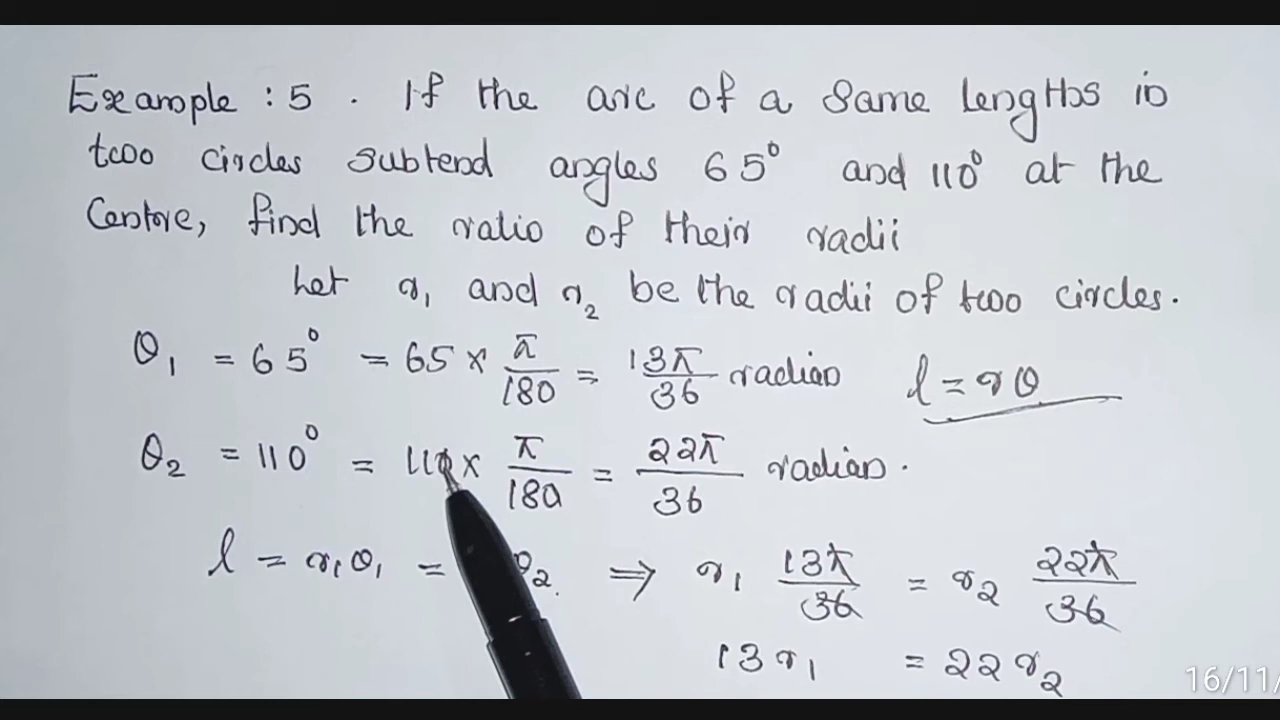 Example : 5 . If the arc of a same lengths in
two circles subtend angles 65° and 110° at the
Centre, find the ratio of their radii
Let r₁ and r₂ be the radii of two circles.
θ₁ = 65° = 65 × π/180 = 13π/36 radian l = rθ
θ₂ = 110° = 110 × π/180 = 22π/36 radian.
l = r₁θ₁ = θ₂. ⇒ r₁ 13π/36 = r₂ 22π/36
13r₁ = 22r₂
16/11/